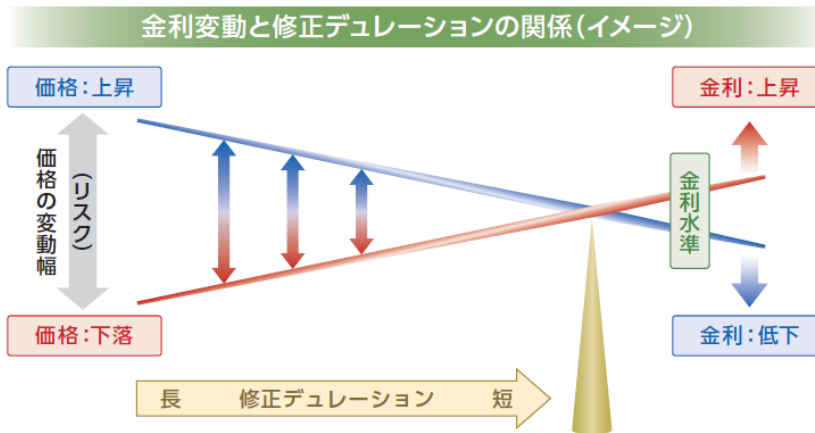 金利変動と修正デュレーションの関係（イメージ）
価格：上昇
金利：上昇
価格の変動幅
（リスク）
金利水準
価格：下落
金利：低下
長 修正デュレーション 短